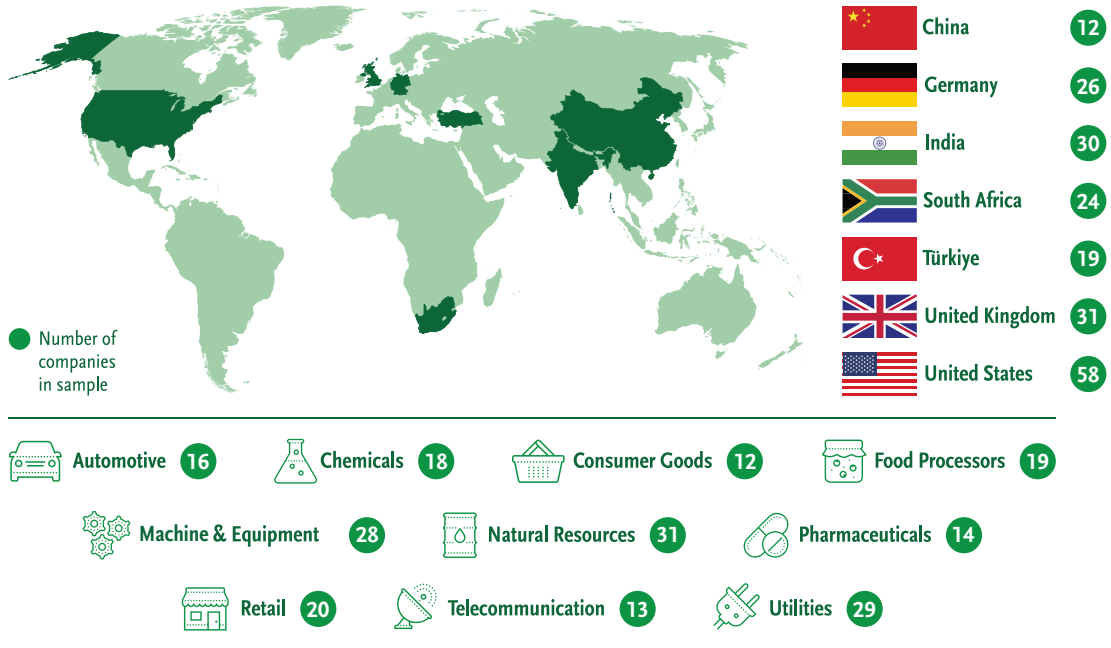 China 12
Germany 26
India 30
South Africa 24
Türkiye 19
United Kingdom 31
United States 58
Number of
companies
in sample
Automotive 16 Chemicals 18 Consumer Goods 12 Food Processors 19
Machine & Equipment 28 Natural Resources 31 Pharmaceuticals 14
Retail 20 Telecommunication 13 Utilities 29